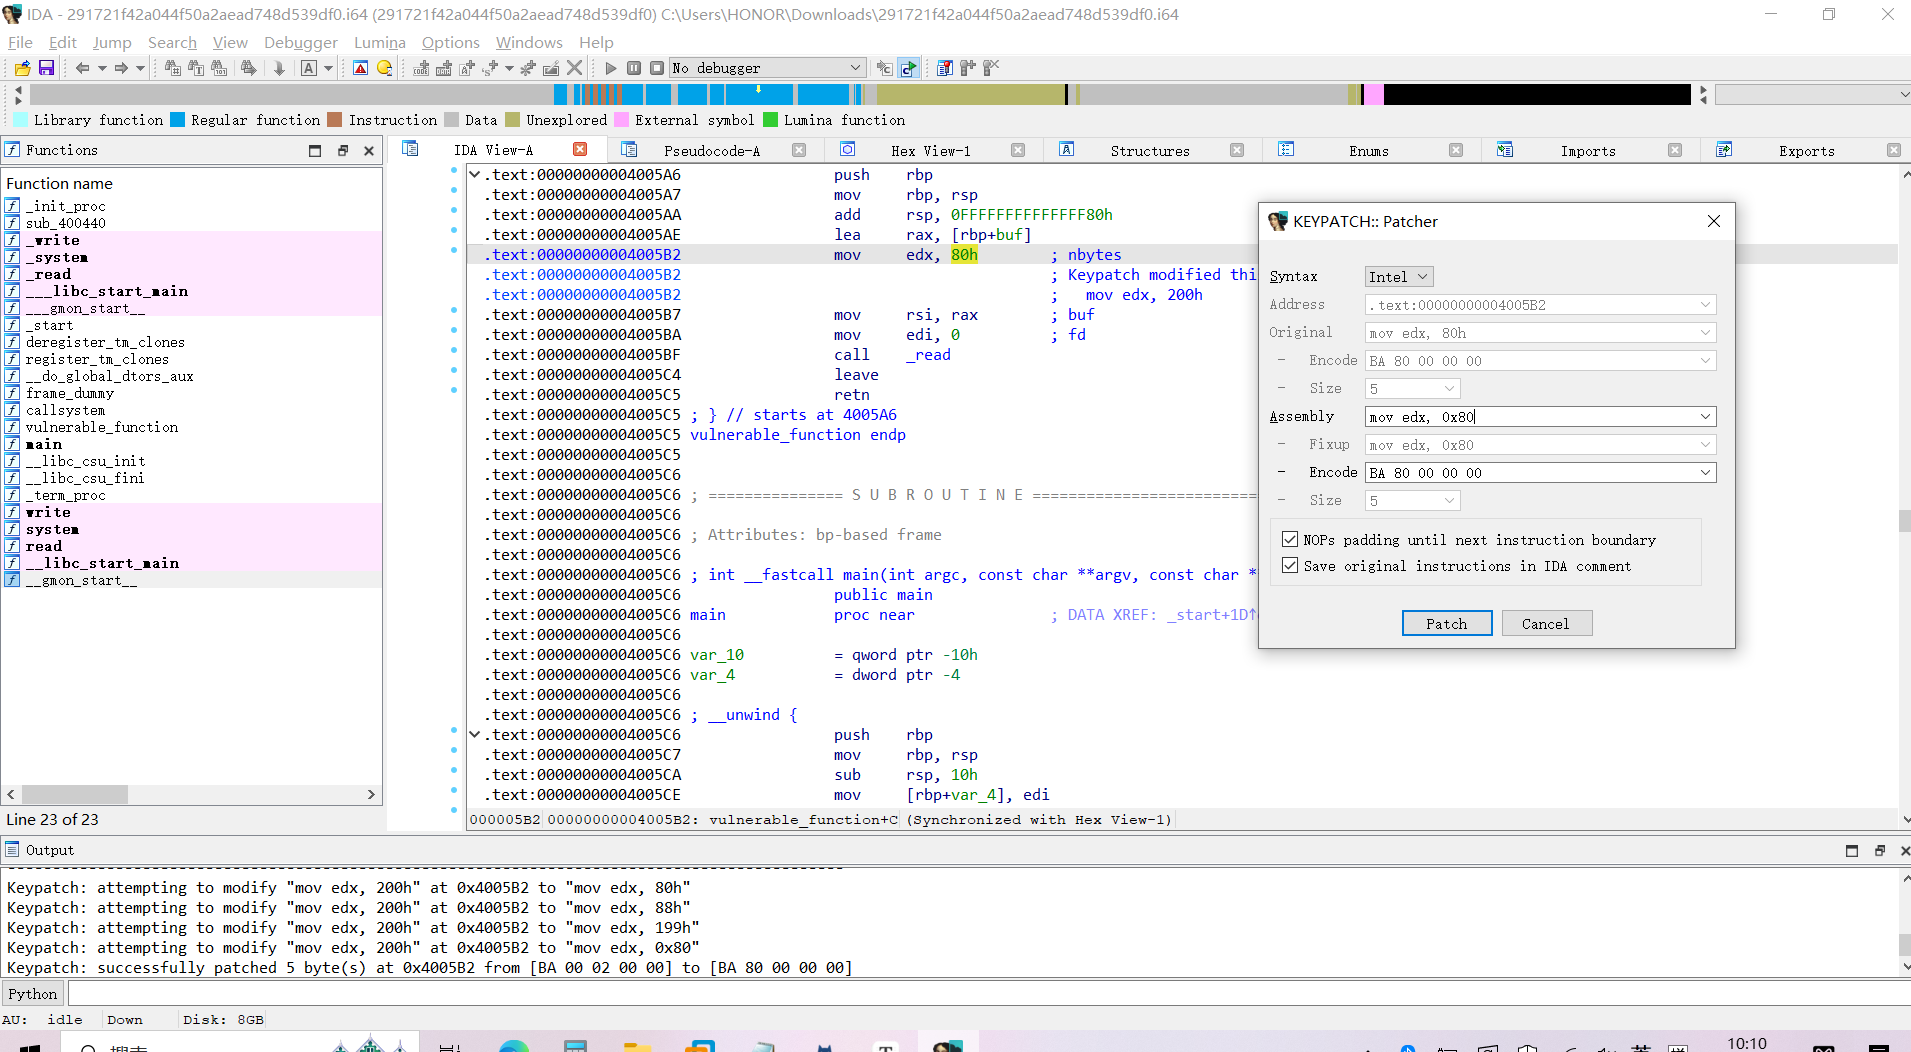 IDA - 291721f42a044f50a2aead748d539df0.i64 (291721f42a044f50a2aead748d539df0) C:\Users\HONOR\Downloads\291721f42a044f50a2aead748d539df0.i64
File Edit Jump Search View Debugger Lumina Options Windows Help
No debugger
Library function Regular function Instruction Data Unexplored External symbol Lumina function
Functions
IDA View-A Pseudocode-A Hex View-1 Structures Enums Imports Exports
Function name
_init_proc
sub_400440
_write
_system
_read
___libc_start_main
___gmon_start__
_start
deregister_tm_clones
register_tm_clones
__do_global_dtors_aux
frame_dummy
callsystem
vulnerable_function
main
__libc_csu_init
__libc_csu_fini
_term_proc
write
system
read
__libc_start_main
__gmon_start__
Line 23 of 23
.text:00000000004005A6 push rbp
.text:00000000004005A7 mov rbp, rsp
.text:00000000004005AA add rsp, 0FFFFFFFFFFFFFF80h
.text:00000000004005AE lea rax, [rbp+buf]
.text:00000000004005B2 mov edx, 80h ; nbytes
.text:00000000004005B2 ; Keypatch modified thi
.text:00000000004005B2 ; mov edx, 200h
.text:00000000004005B7 mov rsi, rax ; buf
.text:00000000004005BA mov edi, 0 ; fd
.text:00000000004005BF call _read
.text:00000000004005C4 leave
.text:00000000004005C5 retn
.text:00000000004005C5 ; } // starts at 4005A6
.text:00000000004005C5 vulnerable_function endp
.text:00000000004005C5
.text:00000000004005C6
.text:00000000004005C6 ; =============== S U B R O U T I N E =========================
.text:00000000004005C6
.text:00000000004005C6 ; Attributes: bp-based frame
.text:00000000004005C6
.text:00000000004005C6 ; int __fastcall main(int argc, const char **argv, const char *
.text:00000000004005C6 public main
.text:00000000004005C6 main proc near ; DATA XREF: _start+1D↑
.text:00000000004005C6
.text:00000000004005C6 var_10 = qword ptr -10h
.text:00000000004005C6 var_4 = dword ptr -4
.text:00000000004005C6
.text:00000000004005C6 ; __unwind {
.text:00000000004005C6 push rbp
.text:00000000004005C7 mov rbp, rsp
.text:00000000004005CA sub rsp, 10h
.text:00000000004005CE mov [rbp+var_4], edi
000005B2 00000000004005B2: vulnerable_function+C (Synchronized with Hex View-1)
KEYPATCH:: Patcher
Syntax Intel
Address .text:00000000004005B2
Original mov edx, 80h
- Encode BA 80 00 00 00
- Size 5
Assembly mov edx, 0x80
- Fixup mov edx, 0x80
- Encode BA 80 00 00 00
- Size 5
NOPs padding until next instruction boundary
Save original instructions in IDA comment
Patch Cancel
Output
Keypatch: attempting to modify "mov edx, 200h" at 0x4005B2 to "mov edx, 80h"
Keypatch: attempting to modify "mov edx, 200h" at 0x4005B2 to "mov edx, 88h"
Keypatch: attempting to modify "mov edx, 200h" at 0x4005B2 to "mov edx, 199h"
Keypatch: attempting to modify "mov edx, 200h" at 0x4005B2 to "mov edx, 0x80"
Keypatch: successfully patched 5 byte(s) at 0x4005B2 from [BA 00 02 00 00] to [BA 80 00 00 00]
Python
AU: idle Down Disk: 8GB
10:10